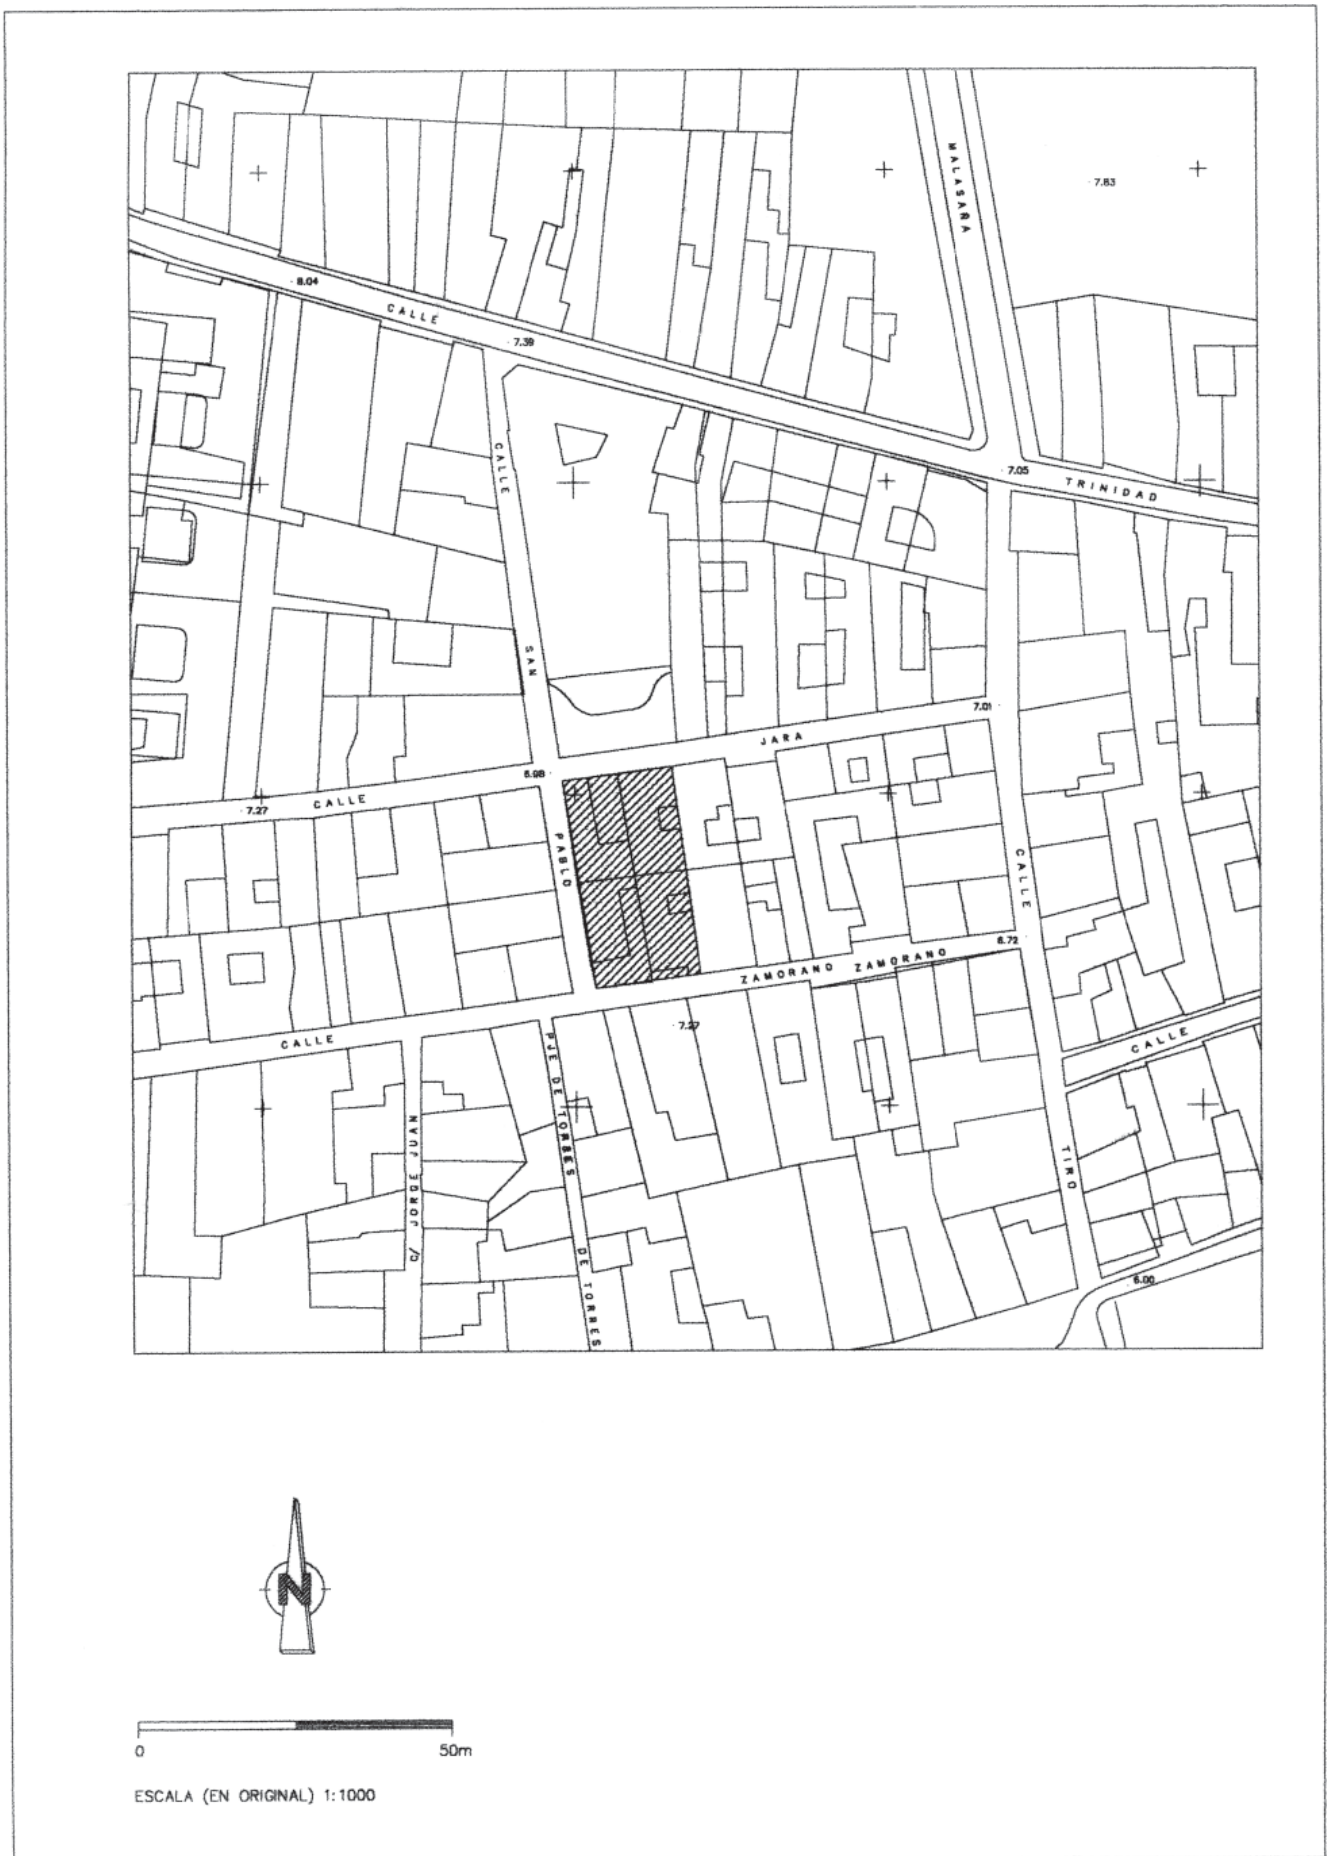 MALASAÑA
7.83
8.04
CALLE
7.39
CALLE
7.05
TRINIDAD
SAN
7.01
JARA
6.98
CALLE
7.27
PABLO
CALLE
6.72
ZAMORANO ZAMORANO
7.27
CALLE
CALLE
PJE DE TORRES
C/ JORGE JUAN
TIRO
DE TORRES
6.00
N
0 50m
ESCALA (EN ORIGINAL) 1:1000